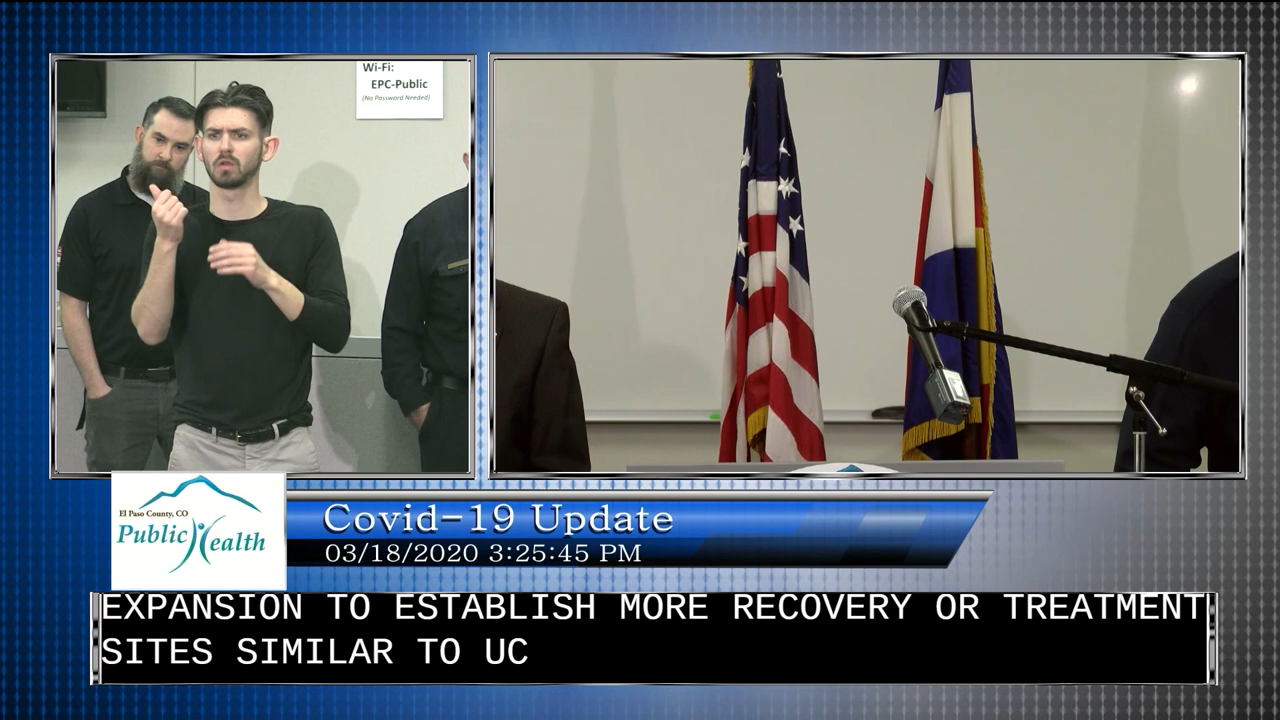 Wi-Fi:
EPC-Public
(No Password Needed)
El Paso County, CO
Public Health
Covid-19 Update
03/18/2020 3:25:45 PM
EXPANSION TO ESTABLISH MORE RECOVERY OR TREATMENT
SITES SIMILAR TO UC